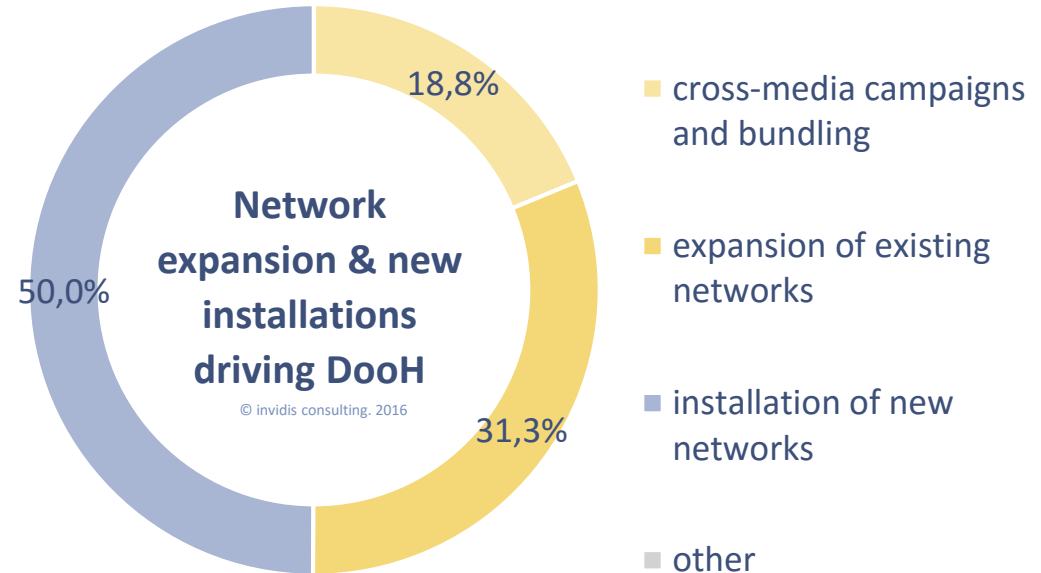 18,8%
50,0%
31,3%
Network
expansion & new
installations
driving DooH
© invidis consulting. 2016
cross-media campaigns
and bundling
expansion of existing
networks
installation of new
networks
other